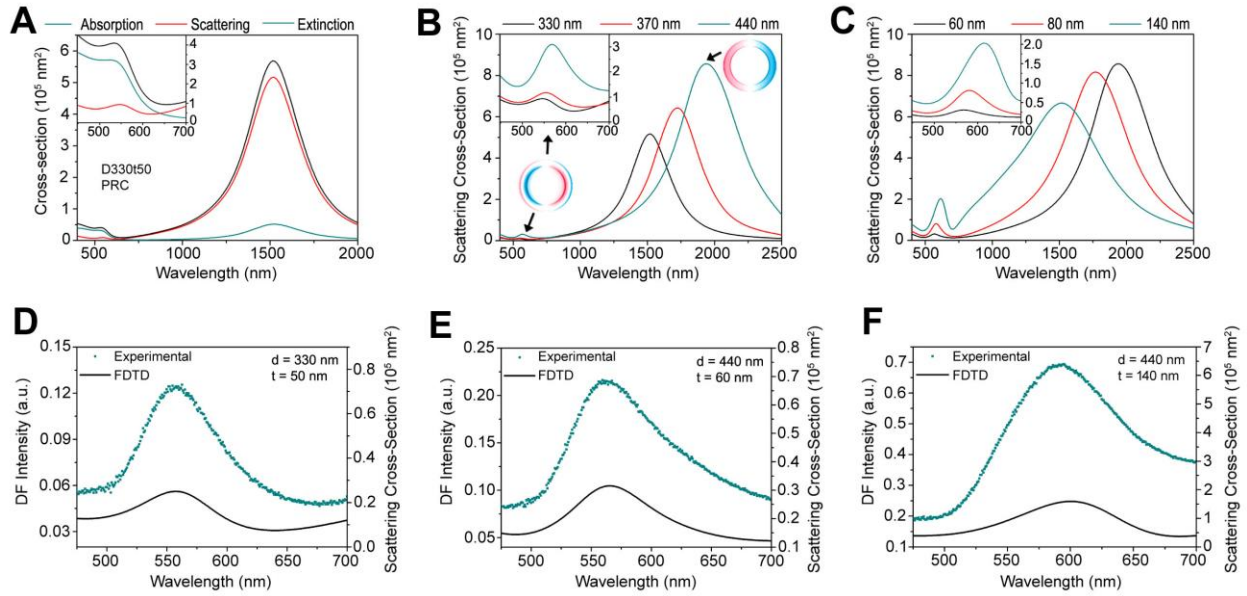 A
Absorption Scattering Extinction
Cross-section (10⁵ nm²)
6
5
4
3
2
1
0
4
3
2
1
0
500 600 700
D330t50
PRC
500 1000 1500 2000
Wavelength (nm)
B
330 nm 370 nm 440 nm
Scattering Cross-Section (10⁵ nm²)
10
8
6
4
2
0
3
2
1
0
500 600 700
500 1000 1500 2000 2500
Wavelength (nm)
C
60 nm 80 nm 140 nm
Scattering Cross-Section (10⁵ nm²)
10
8
6
4
2
0
2.0
1.5
1.0
0.5
0.0
500 600 700
500 1000 1500 2000 2500
Wavelength (nm)
D
Experimental
FDTD
d = 330 nm
t = 50 nm
DF Intensity (a.u.)
0.15
0.12
0.09
0.06
0.03
Scattering Cross-Section (10⁵ nm²)
0.8
0.6
0.4
0.2
0.0
500 550 600 650 700
Wavelength (nm)
E
Experimental
FDTD
d = 440 nm
t = 60 nm
DF Intensity (a.u.)
0.25
0.20
0.15
0.10
0.05
Scattering Cross-Section (10⁵ nm²)
0.8
0.7
0.6
0.5
0.4
0.3
0.2
0.1
500 550 600 650 700
Wavelength (nm)
F
Experimental
FDTD
d = 440 nm
t = 140 nm
DF Intensity (a.u.)
0.7
0.6
0.5
0.4
0.3
0.2
0.1
Scattering Cross-Section (10⁵ nm²)
7
6
5
4
3
2
1
0
500 550 600 650 700
Wavelength (nm)